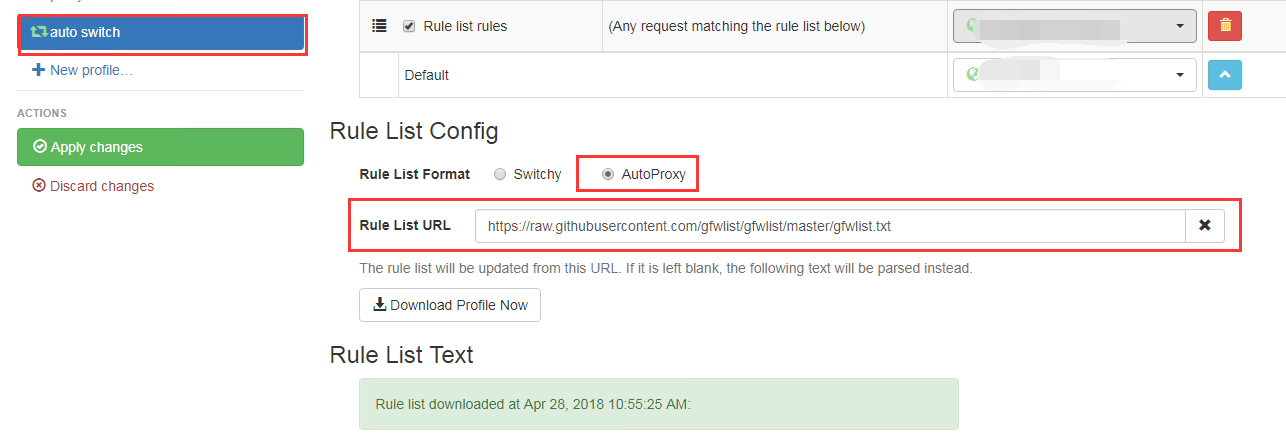 auto switch
Rule list rules (Any request matching the rule list below)
New profile…
Default
ACTIONS
Rule List Config
Apply changes
Rule List Format Switchy AutoProxy
Discard changes
Rule List URL https://raw.githubusercontent.com/gfwlist/gfwlist/master/gfwlist.txt
The rule list will be updated from this URL. If it is left blank, the following text will be parsed instead.
Download Profile Now
Rule List Text
Rule list downloaded at Apr 28, 2018 10:55:25 AM: